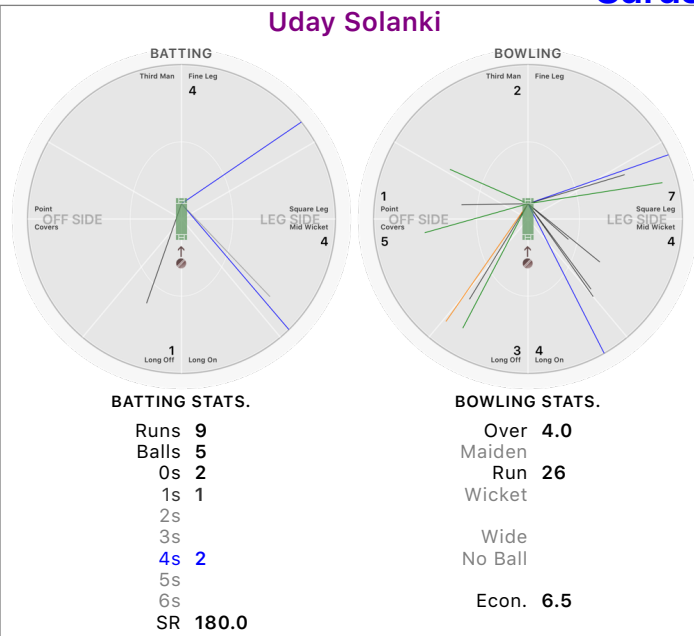 Uday Solanki
BATTING
Third Man Fine Leg
4
Point
OFF SIDE
Covers
Square Leg
LEG SIDE
Mid Wicket
4
1
Long Off Long On
BOWLING
Third Man Fine Leg
2
1
Point
OFF SIDE
Covers
5
7
Square Leg
LEG SIDE
Mid Wicket
4
3 4
Long Off Long On
BATTING STATS.
Runs 9
Balls 5
0s 2
1s 1
2s
3s
4s 2
5s
6s
SR 180.0
BOWLING STATS.
Over 4.0
Maiden
Run 26
Wicket
Wide
No Ball
Econ. 6.5